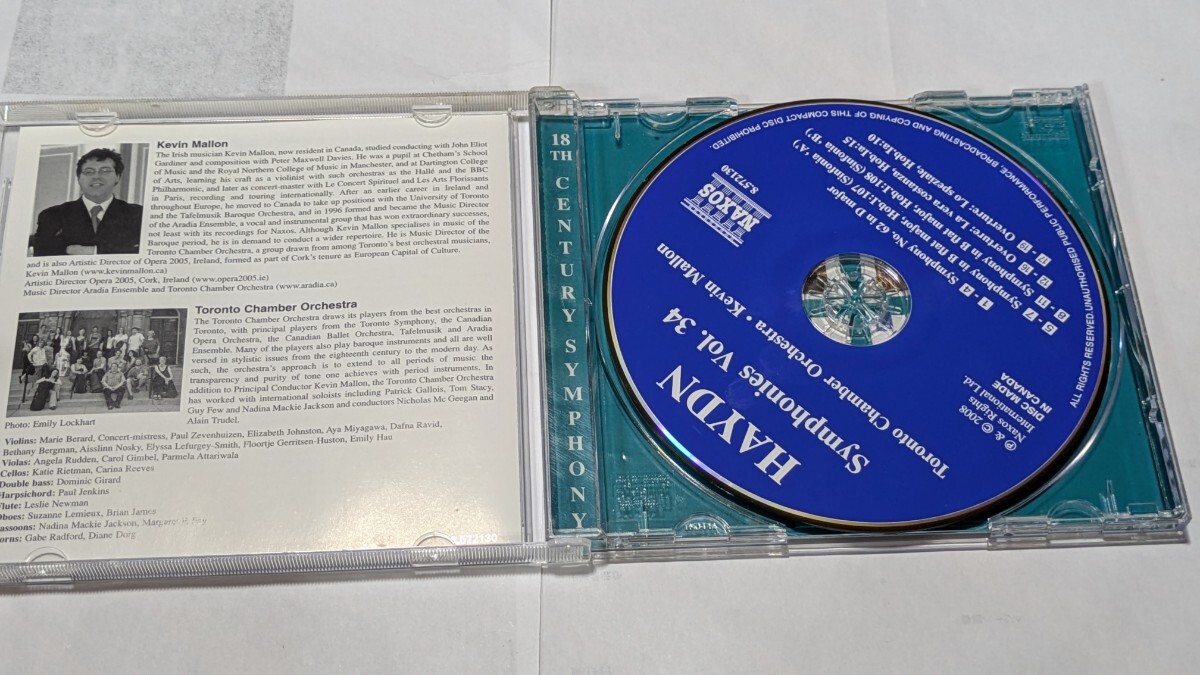 Kevin Mallon
The Irish musician Kevin Mallon, now resident in Canada, studied conducting with John Eliot
Gardiner and composition with Peter Maxwell Davies. He was a pupil at Chetham's School
of Music and the Royal Northern College of Music in Manchester, and at Dartington College
of Arts, learning his craft as a violinist with such orchestras as the Hallé and the BBC
Philharmonic, and later as concert-master with Le Concert Spirituel and Les Arts Florissants
in Paris, recording and touring internationally. After an earlier career in Ireland and
throughout Europe, he moved to Canada to take up positions with the University of Toronto
and the Tafelmusik Baroque Orchestra, and in 1996 formed and became the Music Director
of the Aradia Ensemble, a vocal and instrumental group that has won extraordinary successes,
not least with its recordings for Naxos. Although Kevin Mallon specialises in music of the
Baroque period, he is in demand to conduct a wider repertoire. He is Music Director of the
Toronto Chamber Orchestra, a group drawn from among Toronto's best orchestral musicians,
and is also Artistic Director of Opera 2005, Ireland, formed as part of Cork's tenure as European Capital of Culture.
Kevin Mallon (www.kevinmallon.ca)
Artistic Director Opera 2005, Cork, Ireland (www.opera2005.ie)
Music Director Aradia Ensemble and Toronto Chamber Orchestra (www.aradia.ca)
Toronto Chamber Orchestra
The Toronto Chamber Orchestra draws its players from the best orchestras in
Toronto, with principal players from the Toronto Symphony, the Canadian
Opera Orchestra, the Canadian Ballet Orchestra, Tafelmusik and Aradia
Ensemble. Many of the players also play baroque instruments and all are well
versed in stylistic issues from the eighteenth century to the modern day. As
such, the orchestra's approach is to extend to all periods of music the
transparency and purity of tone one achieves with period instruments. In
addition to Principal Conductor Kevin Mallon, the Toronto Chamber Orchestra
has worked with international soloists including Patrick Gallois, Tom Stacy,
Guy Few and Nadina Mackie Jackson and conductors Nicholas Mc Geegan and
Alain Trudel.
Photo: Emily Lockhart
Violins: Marie Berard, Concert-mistress, Paul Zevenhuizen, Elizabeth Johnston, Aya Miyagawa, Dafna Ravid,
Bethany Bergman, Aisslinn Nosky, Elyssa Lefurgey-Smith, Floortje Gerritsen-Huston, Emily Hau
Violas: Angela Rudden, Carol Gimbel, Parmela Attariwala
Cellos: Katie Rietman, Carina Reeves
Double bass: Dominic Girard
Harpsichord: Paul Jenkins
Flute: Leslie Newman
Oboes: Suzanne Lemieux, Brian James
Bassoons: Nadina Mackie Jackson,
Horns: Gabe Radford, Diane Doig
8.572130
18TH CENTURY SYMPHONY
HAYDN
Symphonies Vol. 34
Toronto Chamber Orchestra • Kevin Mallon
1 - 4 Symphony No. 62 in D major
5 - 7 Symphony in B flat major, Hob.I:107 (Sinfonia 'A')
8 - 11 Symphony in B flat major, Hob.I:108 (Sinfonia 'B')
12 - 16 Overture: La vera costanza, Hob.Ia:15
17 - 19 Overture: Lo speziale, Hob.Ia:10
NAXOS
8.572130
℗ & © 2008
Naxos Rights
International Ltd.
DISC MADE
IN CANADA
ALL RIGHTS RESERVED. UNAUTHORISED PUBLIC PERFORMANCE, BROADCASTING AND COPYING OF THIS COMPACT DISC PROHIBITED.